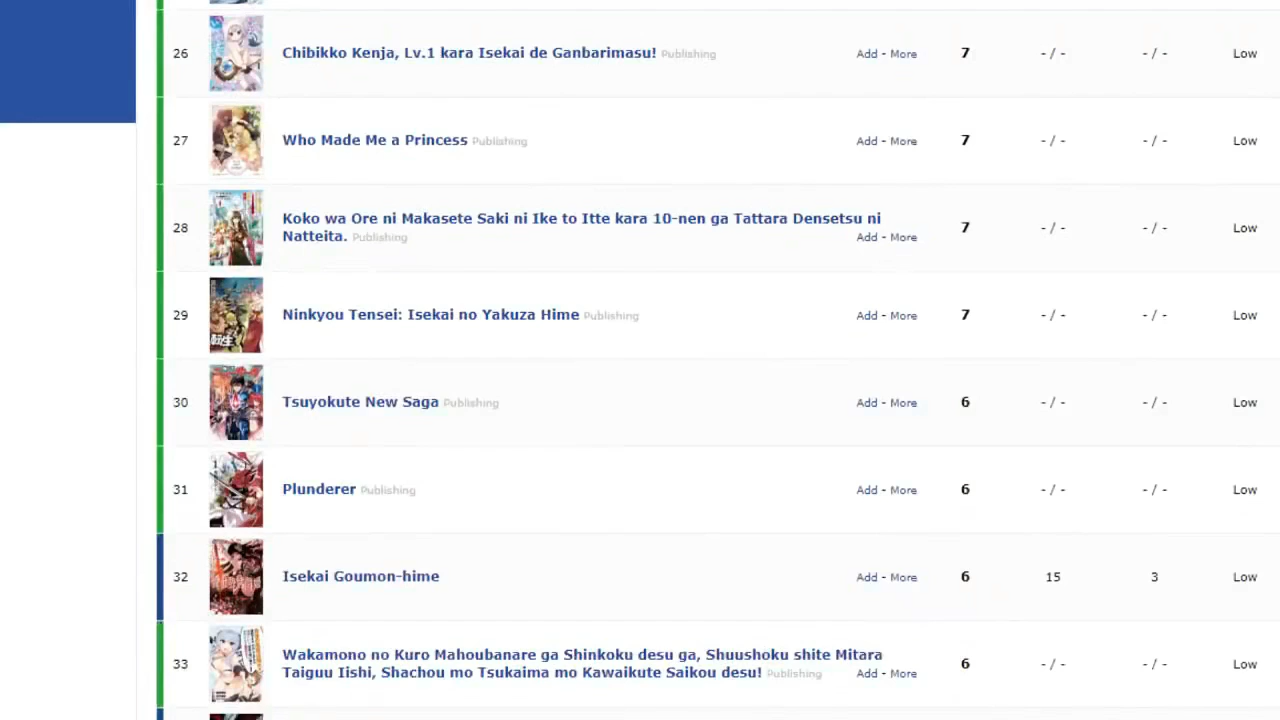 26 Chibikko Kenja, Lv.1 kara Isekai de Ganbarimasu! Publishing Add - More 7 - / - - / - Low
27 Who Made Me a Princess Publishing Add - More 7 - / - - / - Low
28 Koko wa Ore ni Makasete Saki ni Ike to Itte kara 10-nen ga Tattara Densetsu ni 7 - / - - / - Low
Natteita. Publishing Add - More
29 Ninkyou Tensei: Isekai no Yakuza Hime Publishing Add - More 7 - / - - / - Low
30 Tsuyokute New Saga Publishing Add - More 6 - / - - / - Low
31 Plunderer Publishing Add - More 6 - / - - / - Low
32 Isekai Goumon-hime Add - More 6 15 3 Low
33 Wakamono no Kuro Mahoubanare ga Shinkoku desu ga, Shuushoku shite Mitara 6 - / - - / - Low
Taiguu Iishi, Shachou mo Tsukaima mo Kawaikute Saikou desu! Publishing Add - More